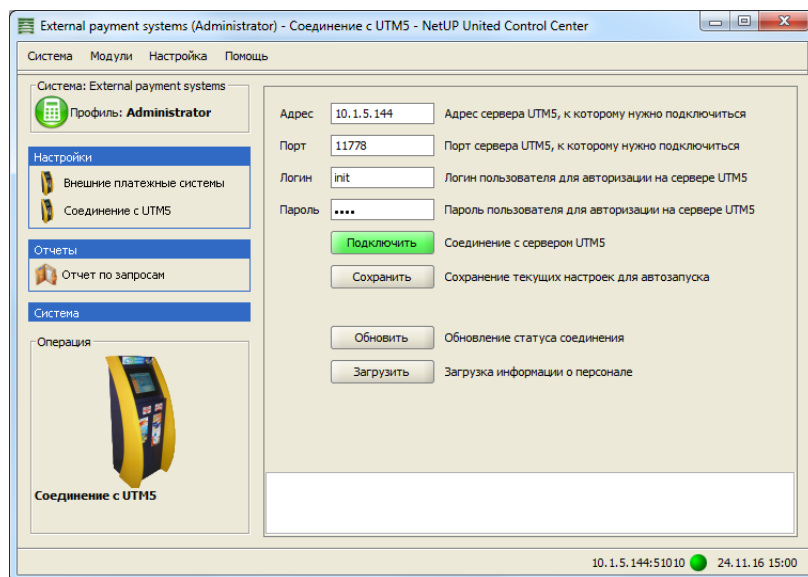 External payment systems (Administrator) - Соединение с UTM5 - NetUP United Control Center
Система Модули Настройка Помощь
Система: External payment systems
Профиль: Administrator
Настройки
Внешние платежные системы
Соединение с UTM5
Отчеты
Отчет по запросам
Система
Операция
Соединение с UTM5
Адрес 10.1.5.144 Адрес сервера UTM5, к которому нужно подключиться
Порт 11778 Порт сервера UTM5, к которому нужно подключиться
Логин init Логин пользователя для авторизации на сервере UTM5
Пароль •••• Пароль пользователя для авторизации на сервере UTM5
Подключить Соединение с сервером UTM5
Сохранить Сохранение текущих настроек для автозапуска
Обновить Обновление статуса соединения
Загрузить Загрузка информации о персонале
10.1.5.144:51010 24.11.16 15:00